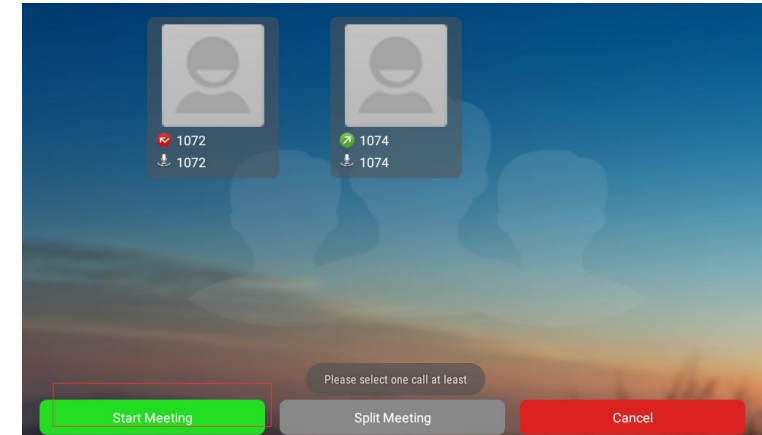 1072
1072
1074
1074
Please select one call at least
Start Meeting
Split Meeting
Cancel